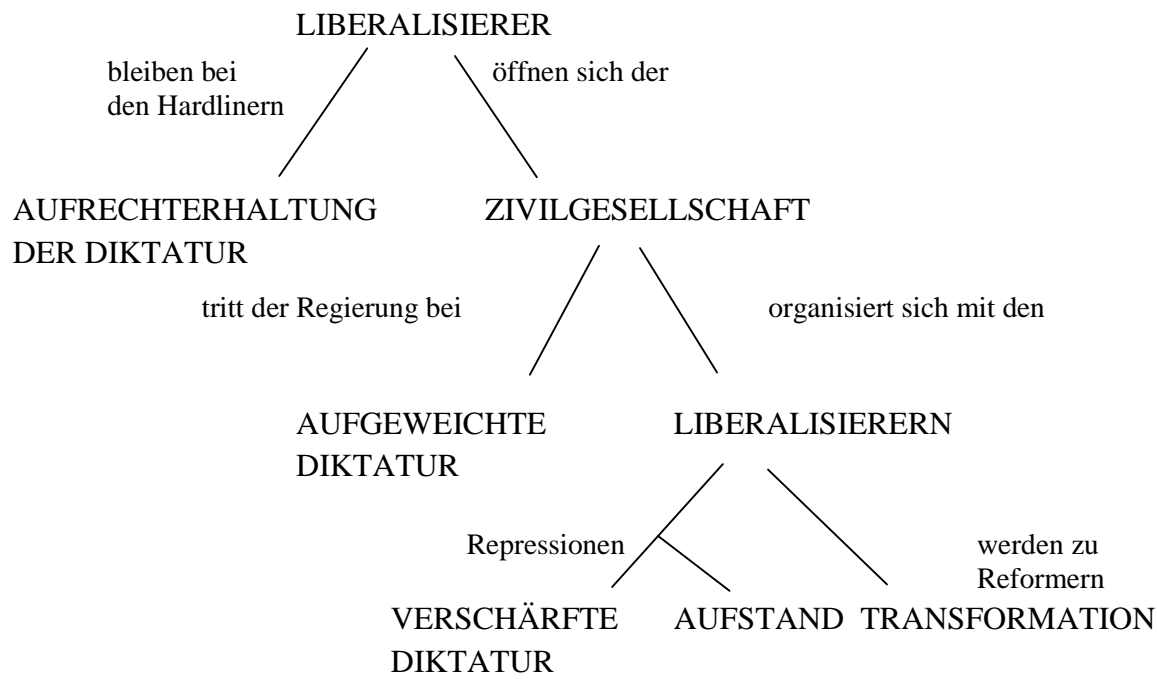 LIBERALISIERER
bleiben bei
den Hardlinern
öffnen sich der
AUFRECHTERHALTUNG
DER DIKTATUR
ZIVILGESELLSCHAFT
tritt der Regierung bei
organisiert sich mit den
AUFGEWEICHTE
DIKTATUR
LIBERALISIERERN
Repressionen
werden zu
Reformern
VERSCHÄRFTE
DIKTATUR
AUFSTAND
TRANSFORMATION